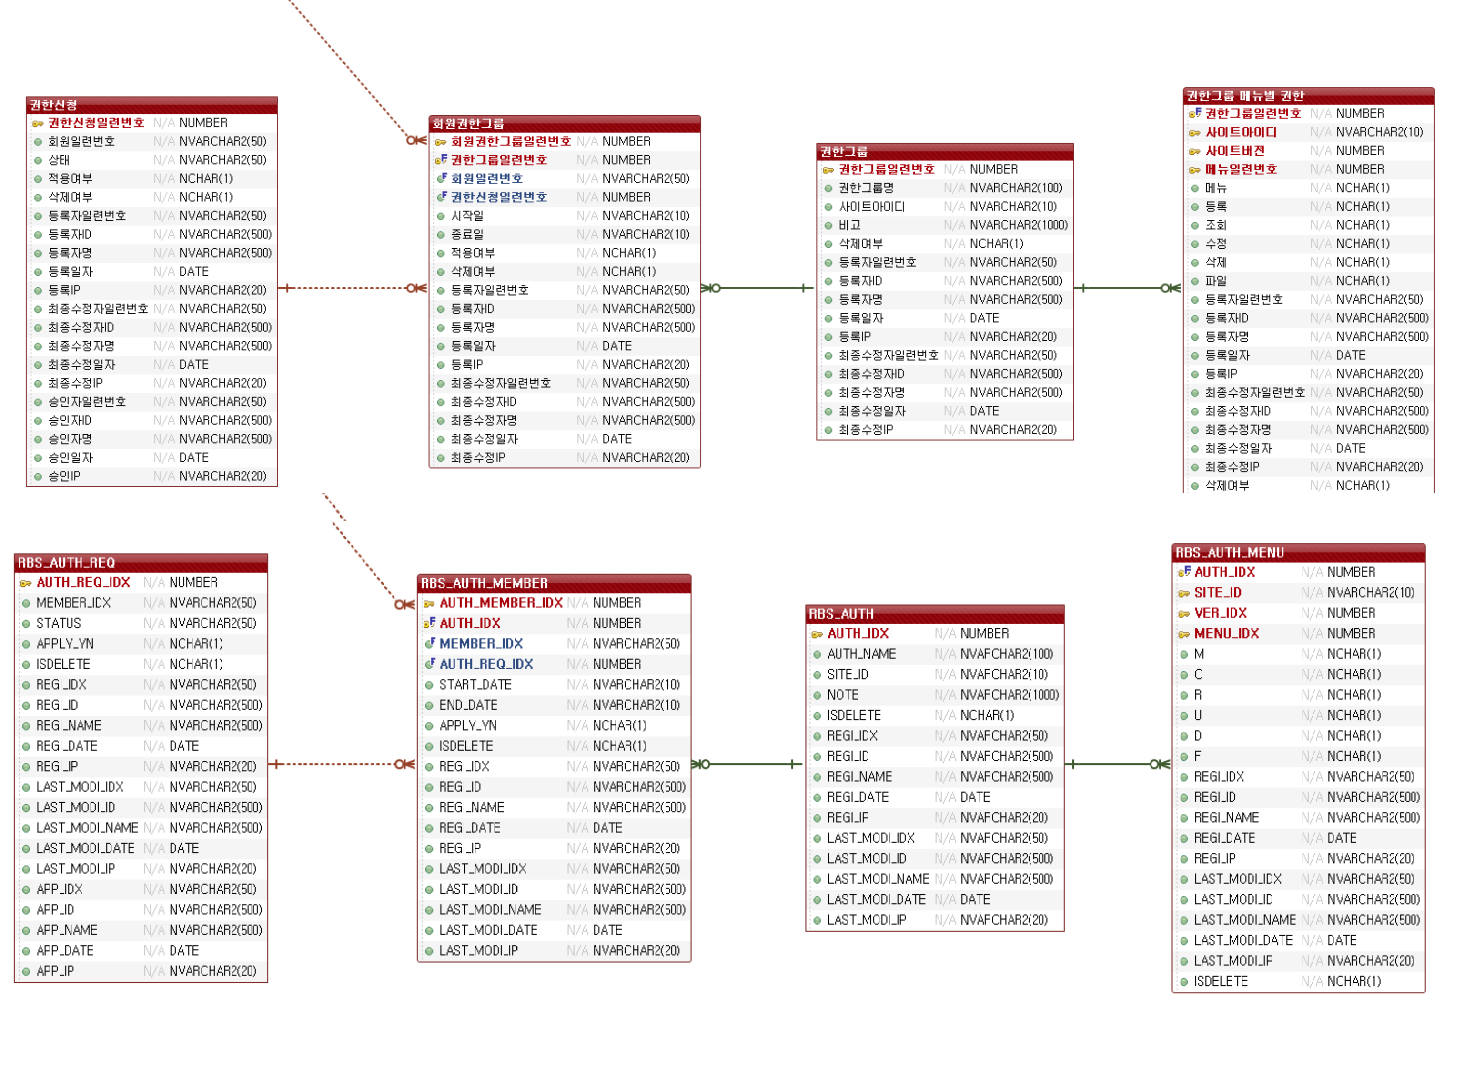 권한신청
권한신청일련번호 N/A NUMBER
회원일련번호 N/A NVARCHAR2(50)
상태 N/A NVARCHAR2(50)
적용여부 N/A NCHAR(1)
삭제여부 N/A NCHAR(1)
등록자일련번호 N/A NVARCHAR2(50)
등록자ID N/A NVARCHAR2(500)
등록자명 N/A NVARCHAR2(500)
등록일자 N/A DATE
등록IP N/A NVARCHAR2(20)
최종수정자일련번호 N/A NVARCHAR2(50)
최종수정자ID N/A NVARCHAR2(500)
최종수정자명 N/A NVARCHAR2(500)
최종수정일자 N/A DATE
최종수정IP N/A NVARCHAR2(20)
승인자일련번호 N/A NVARCHAR2(50)
승인자ID N/A NVARCHAR2(500)
승인자명 N/A NVARCHAR2(500)
승인일자 N/A DATE
승인IP N/A NVARCHAR2(20)
회원권한그룹
회원권한그룹일련번호 N/A NUMBER
권한그룹일련번호 N/A NUMBER
회원일련번호 N/A NVARCHAR2(50)
권한신청일련번호 N/A NUMBER
시작일 N/A NVARCHAR2(10)
종료일 N/A NVARCHAR2(10)
적용여부 N/A NCHAR(1)
삭제여부 N/A NCHAR(1)
등록자일련번호 N/A NVARCHAR2(50)
등록자ID N/A NVARCHAR2(500)
등록자명 N/A NVARCHAR2(500)
등록일자 N/A DATE
등록IP N/A NVARCHAR2(20)
최종수정자일련번호 N/A NVARCHAR2(50)
최종수정자ID N/A NVARCHAR2(500)
최종수정자명 N/A NVARCHAR2(500)
최종수정일자 N/A DATE
최종수정IP N/A NVARCHAR2(20)
권한그룹
권한그룹일련번호 N/A NUMBER
권한그룹명 N/A NVARCHAR2(100)
사이트아이디 N/A NVARCHAR2(10)
비고 N/A NVARCHAR2(1000)
삭제여부 N/A NCHAR(1)
등록자일련번호 N/A NVARCHAR2(50)
등록자ID N/A NVARCHAR2(500)
등록자명 N/A NVARCHAR2(500)
등록일자 N/A DATE
등록IP N/A NVARCHAR2(20)
최종수정자일련번호 N/A NVARCHAR2(50)
최종수정자ID N/A NVARCHAR2(500)
최종수정자명 N/A NVARCHAR2(500)
최종수정일자 N/A DATE
최종수정IP N/A NVARCHAR2(20)
권한그룹 메뉴별 권한
권한그룹일련번호 N/A NUMBER
사이트아이디 N/A NVARCHAR2(10)
사이트버전 N/A NUMBER
메뉴일련번호 N/A NUMBER
메뉴 N/A NCHAR(1)
등록 N/A NCHAR(1)
조회 N/A NCHAR(1)
수정 N/A NCHAR(1)
삭제 N/A NCHAR(1)
파일 N/A NCHAR(1)
등록자일련번호 N/A NVARCHAR2(50)
등록자ID N/A NVARCHAR2(500)
등록자명 N/A NVARCHAR2(500)
등록일자 N/A DATE
등록IP N/A NVARCHAR2(20)
최종수정자일련번호 N/A NVARCHAR2(50)
최종수정자ID N/A NVARCHAR2(500)
최종수정자명 N/A NVARCHAR2(500)
최종수정일자 N/A DATE
최종수정IP N/A NVARCHAR2(20)
삭제여부 N/A NCHAR(1)
RBS_AUTH_REQ
AUTH_REQ_IDX N/A NUMBER
MEMBER_IDX N/A NVARCHAR2(50)
STATUS N/A NVARCHAR2(50)
APPLY_YN N/A NCHAR(1)
ISDELETE N/A NCHAR(1)
REGI_IDX N/A NVARCHAR2(50)
REGI_ID N/A NVARCHAR2(500)
REGI_NAME N/A NVARCHAR2(500)
REGI_DATE N/A DATE
REGI_IP N/A NVARCHAR2(20)
LAST_MODI_IDX N/A NVARCHAR2(50)
LAST_MODI_ID N/A NVARCHAR2(500)
LAST_MODI_NAME N/A NVARCHAR2(500)
LAST_MODI_DATE N/A DATE
LAST_MODI_IP N/A NVARCHAR2(20)
APP_IDX N/A NVARCHAR2(50)
APP_ID N/A NVARCHAR2(500)
APP_NAME N/A NVARCHAR2(500)
APP_DATE N/A DATE
APP_IP N/A NVARCHAR2(20)
RBS_AUTH_MEMBER
AUTH_MEMBER_IDX N/A NUMBER
AUTH_IDX N/A NUMBER
MEMBER_IDX N/A NVARCHAR2(50)
AUTH_REQ_IDX N/A NUMBER
START_DATE N/A NVARCHAR2(10)
END_DATE N/A NVARCHAR2(10)
APPLY_YN N/A NCHAR(1)
ISDELETE N/A NCHAR(1)
REGI_IDX N/A NVARCHAR2(50)
REGI_ID N/A NVARCHAR2(500)
REGI_NAME N/A NVARCHAR2(500)
REGI_DATE N/A DATE
REGI_IP N/A NVARCHAR2(20)
LAST_MODI_IDX N/A NVARCHAR2(50)
LAST_MODI_ID N/A NVARCHAR2(500)
LAST_MODI_NAME N/A NVARCHAR2(500)
LAST_MODI_DATE N/A DATE
LAST_MODI_IP N/A NVARCHAR2(20)
RBS_AUTH
AUTH_IDX N/A NUMBER
AUTH_NAME N/A NVARCHAR2(100)
SITE_ID N/A NVARCHAR2(10)
NOTE N/A NVARCHAR2(1000)
ISDELETE N/A NCHAR(1)
REGI_IDX N/A NVARCHAR2(50)
REGI_ID N/A NVARCHAR2(500)
REGI_NAME N/A NVARCHAR2(500)
REGI_DATE N/A DATE
REGI_IP N/A NVARCHAR2(20)
LAST_MODI_IDX N/A NVARCHAR2(50)
LAST_MODI_ID N/A NVARCHAR2(500)
LAST_MODI_NAME N/A NVARCHAR2(500)
LAST_MODI_DATE N/A DATE
LAST_MODI_IP N/A NVARCHAR2(20)
RBS_AUTH_MENU
AUTH_IDX N/A NUMBER
SITE_ID N/A NVARCHAR2(10)
VER_IDX N/A NUMBER
MENU_IDX N/A NUMBER
M N/A NCHAR(1)
C N/A NCHAR(1)
R N/A NCHAR(1)
U N/A NCHAR(1)
D N/A NCHAR(1)
F N/A NCHAR(1)
REGI_IDX N/A NVARCHAR2(50)
REGI_ID N/A NVARCHAR2(500)
REGI_NAME N/A NVARCHAR2(500)
REGI_DATE N/A DATE
REGI_IP N/A NVARCHAR2(20)
LAST_MODI_IDX N/A NVARCHAR2(50)
LAST_MODI_ID N/A NVARCHAR2(500)
LAST_MODI_NAME N/A NVARCHAR2(500)
LAST_MODI_DATE N/A DATE
LAST_MODI_IP N/A NVARCHAR2(20)
ISDELETE N/A NCHAR(1)